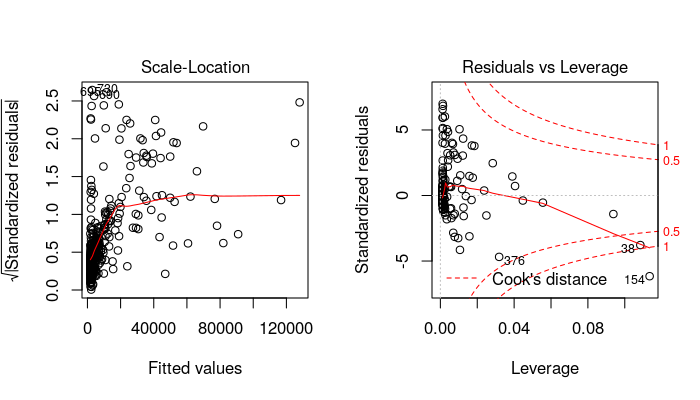 Scale-Location
√|Standardized residuals|
0.0 0.5 1.0 1.5 2.0 2.5
730
690
0 40000 80000 120000
Fitted values
Residuals vs Leverage
Standardized residuals
-5 0 5
1
0.5
0.5
1
38
376
154
Cook's distance
0.00 0.04 0.08
Leverage